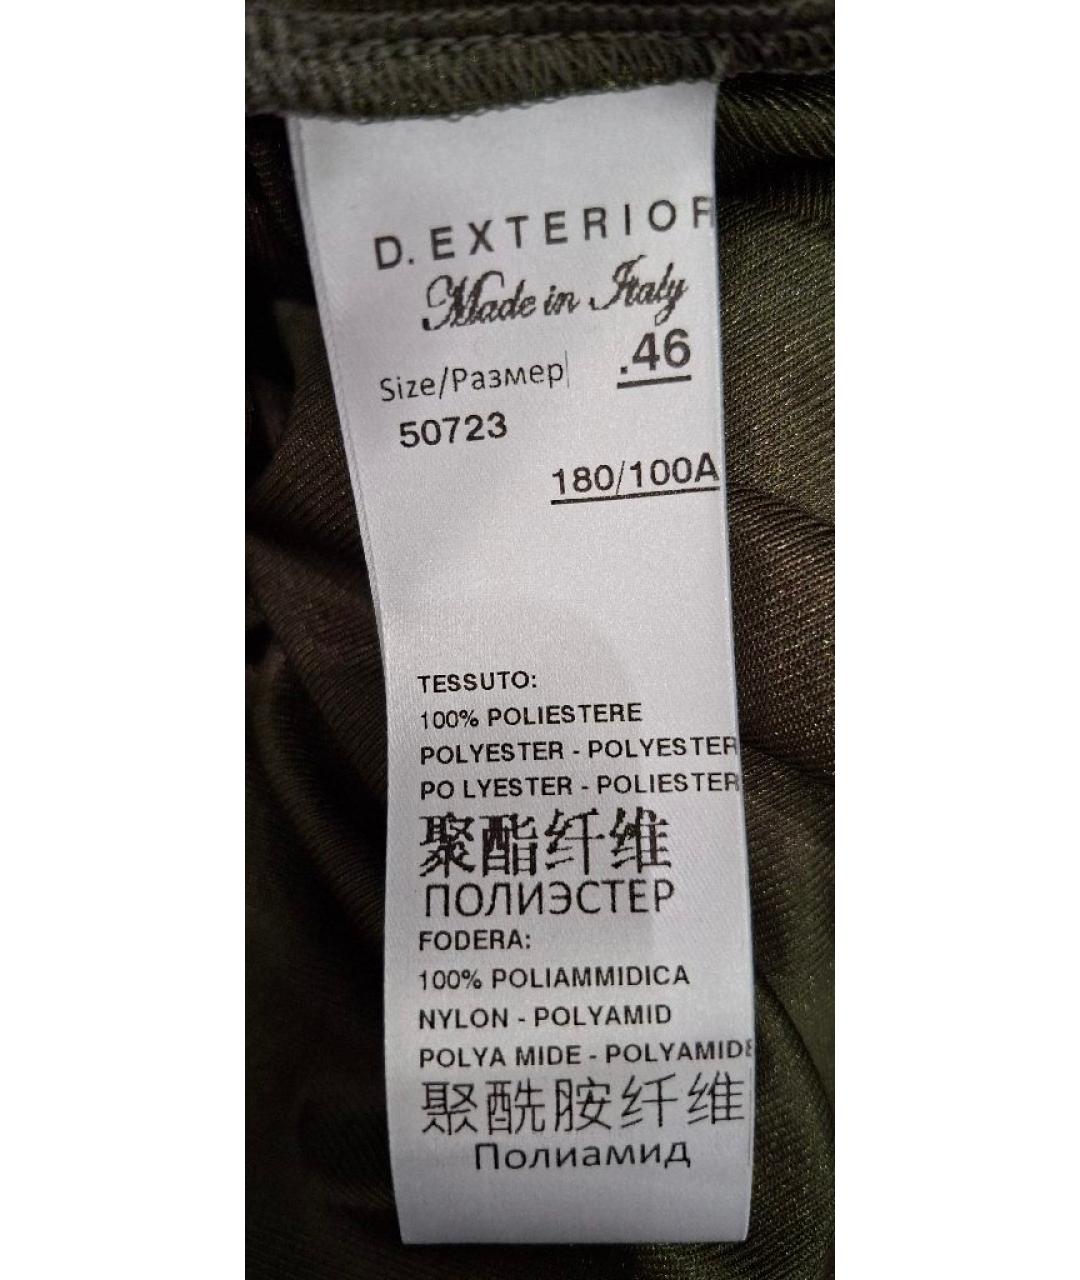 D. EXTERIOR
Made in Italy
Size/Размер .46
50723
180/100A
TESSUTO:
100% POLIESTERE
POLYESTER - POLYESTER
PO LYESTER - POLIESTER
聚酯纤维
ПОЛИЭСТЕР
FODERA:
100% POLIAMMIDICA
NYLON - POLYAMID
POLYA MIDE - POLYAMIDE
聚酰胺纤维
Полиамид